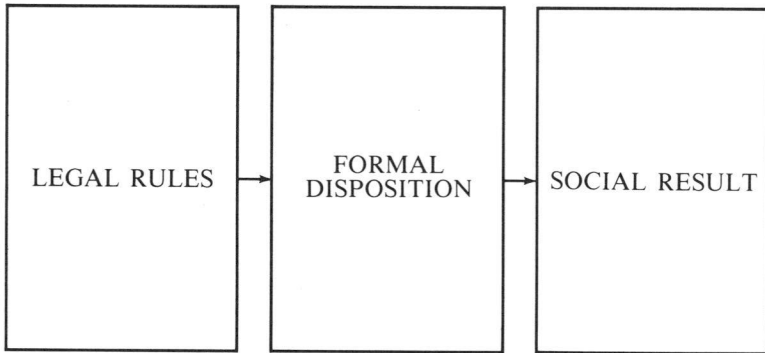 LEGAL RULES
FORMAL
DISPOSITION
SOCIAL RESULT